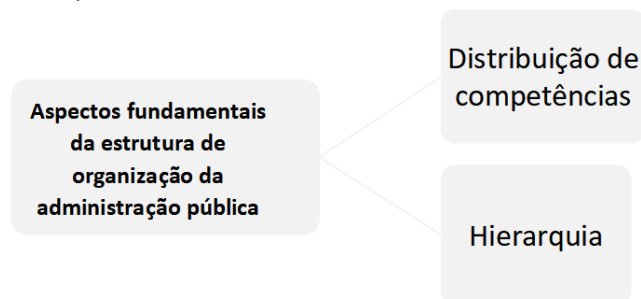 Aspectos fundamentais
da estrutura de
organização da
administração pública
Distribuição de
competências
Hierarquia